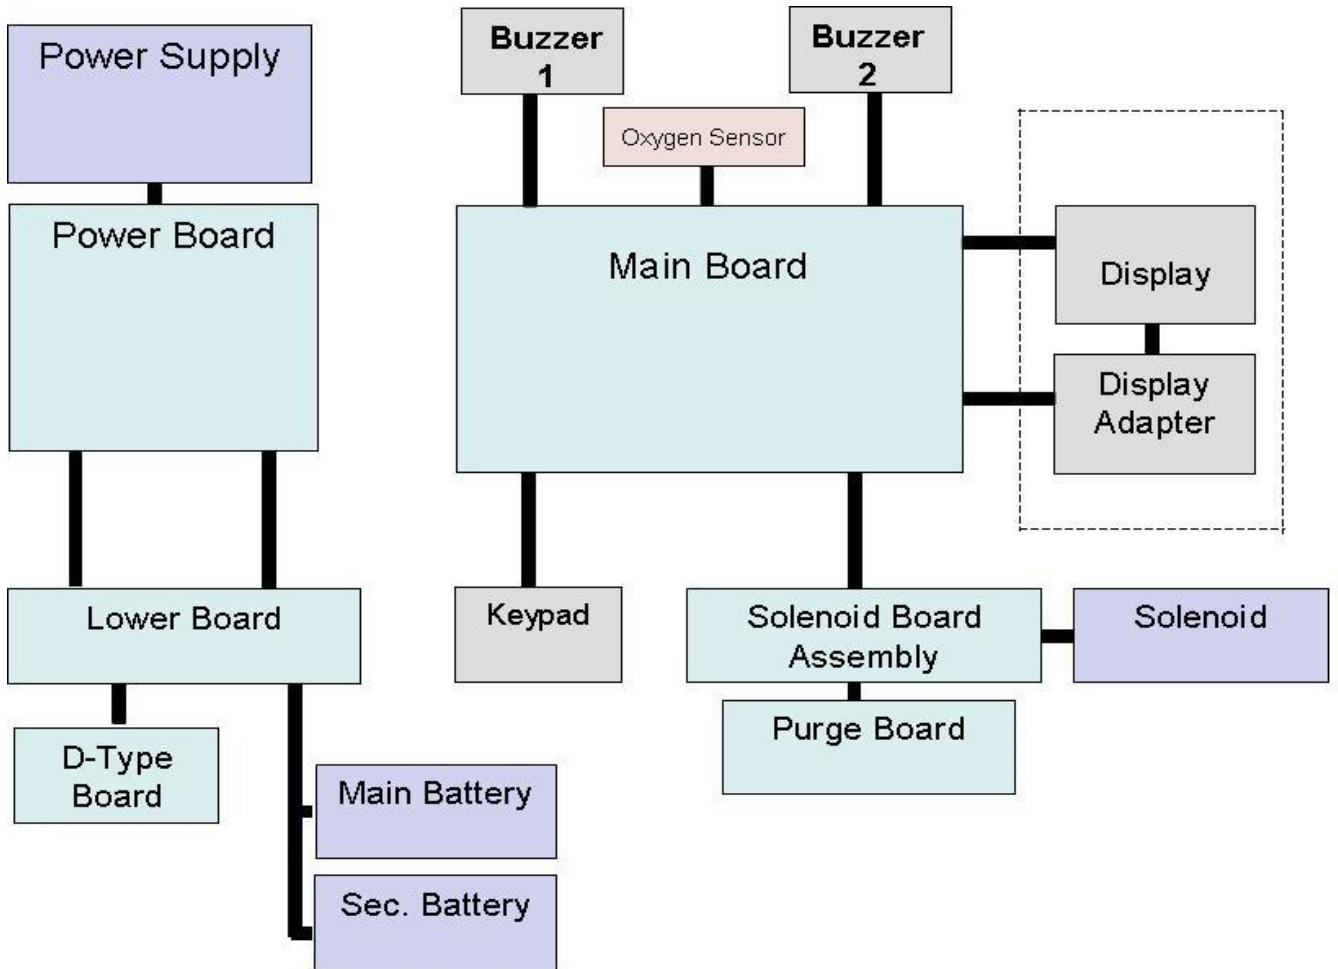 Power Supply
Buzzer
1
Buzzer
2
Oxygen Sensor
Power Board
Main Board
Display
Display
Adapter
Lower Board
Keypad
Solenoid Board
Assembly
Solenoid
D-Type
Board
Purge Board
Main Battery
Sec. Battery